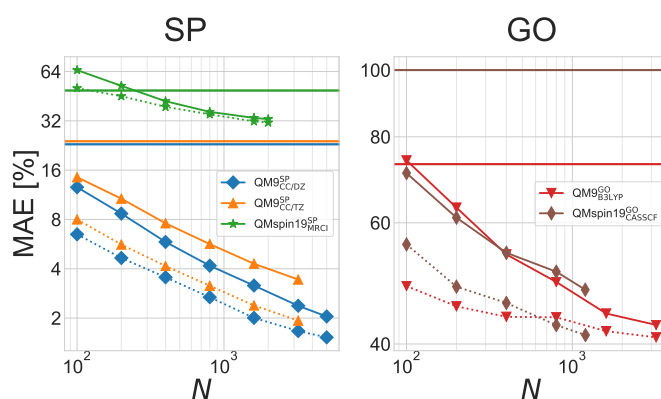 SP
GO
MAE [%]
64
32
16
8
4
2
QM9^SP_CC/DZ
QM9^SP_CC/TZ
QMspin19^SP_MRCI
10^2
10^3
N
100
80
60
40
QM9^GO_B3LYP
QMspin19^GO_CASSCF
10^2
10^3
N